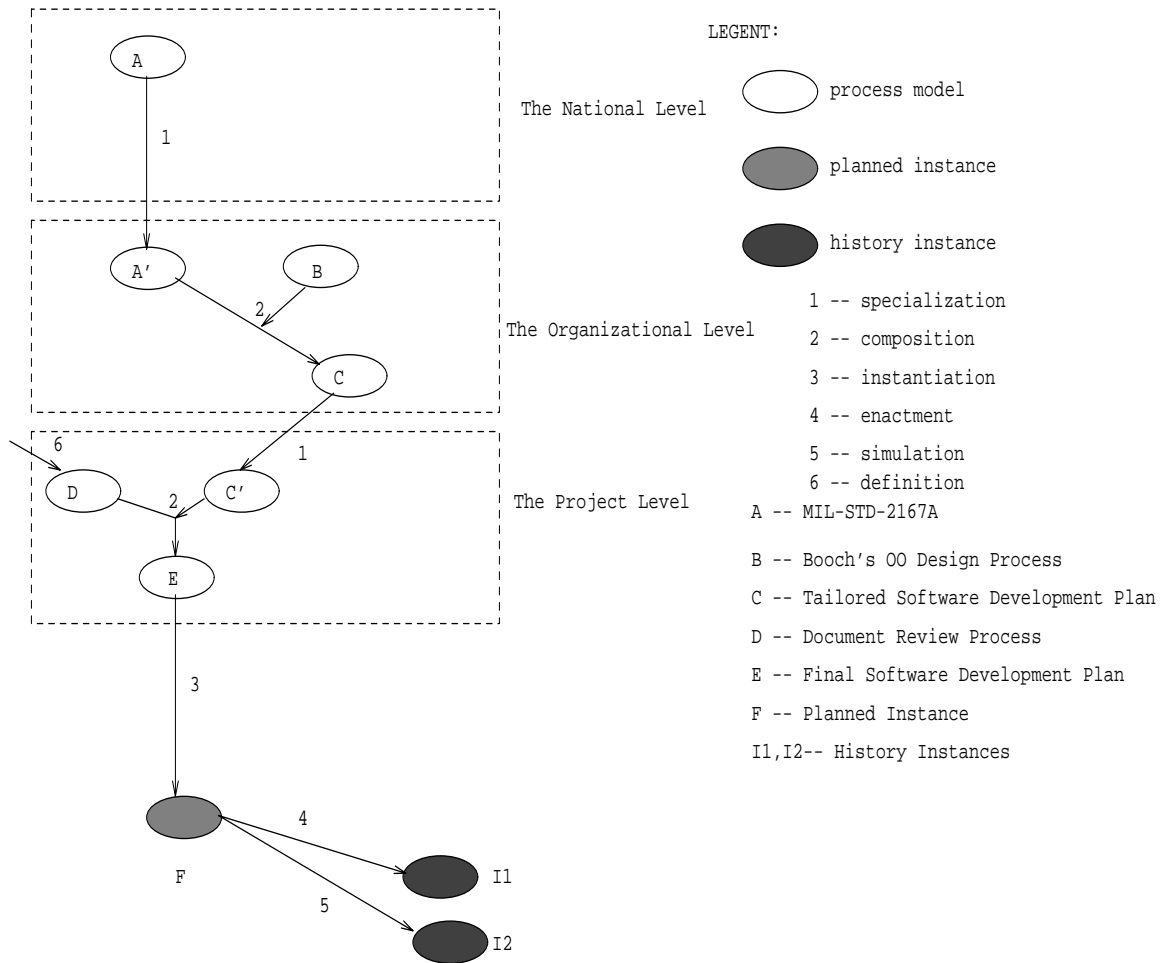 LEGENT:
A
process model
The National Level
1
planned instance
history instance
A'
B
1 -- specialization
2
The Organizational Level
2 -- composition
C
3 -- instantiation
4 -- enactment
6
1
5 -- simulation
6 -- definition
D
2
C'
The Project Level
A -- MIL-STD-2167A
B -- Booch's OO Design Process
E
C -- Tailored Software Development Plan
D -- Document Review Process
3
E -- Final Software Development Plan
F -- Planned Instance
I1,I2-- History Instances
4
F
I1
5
I2